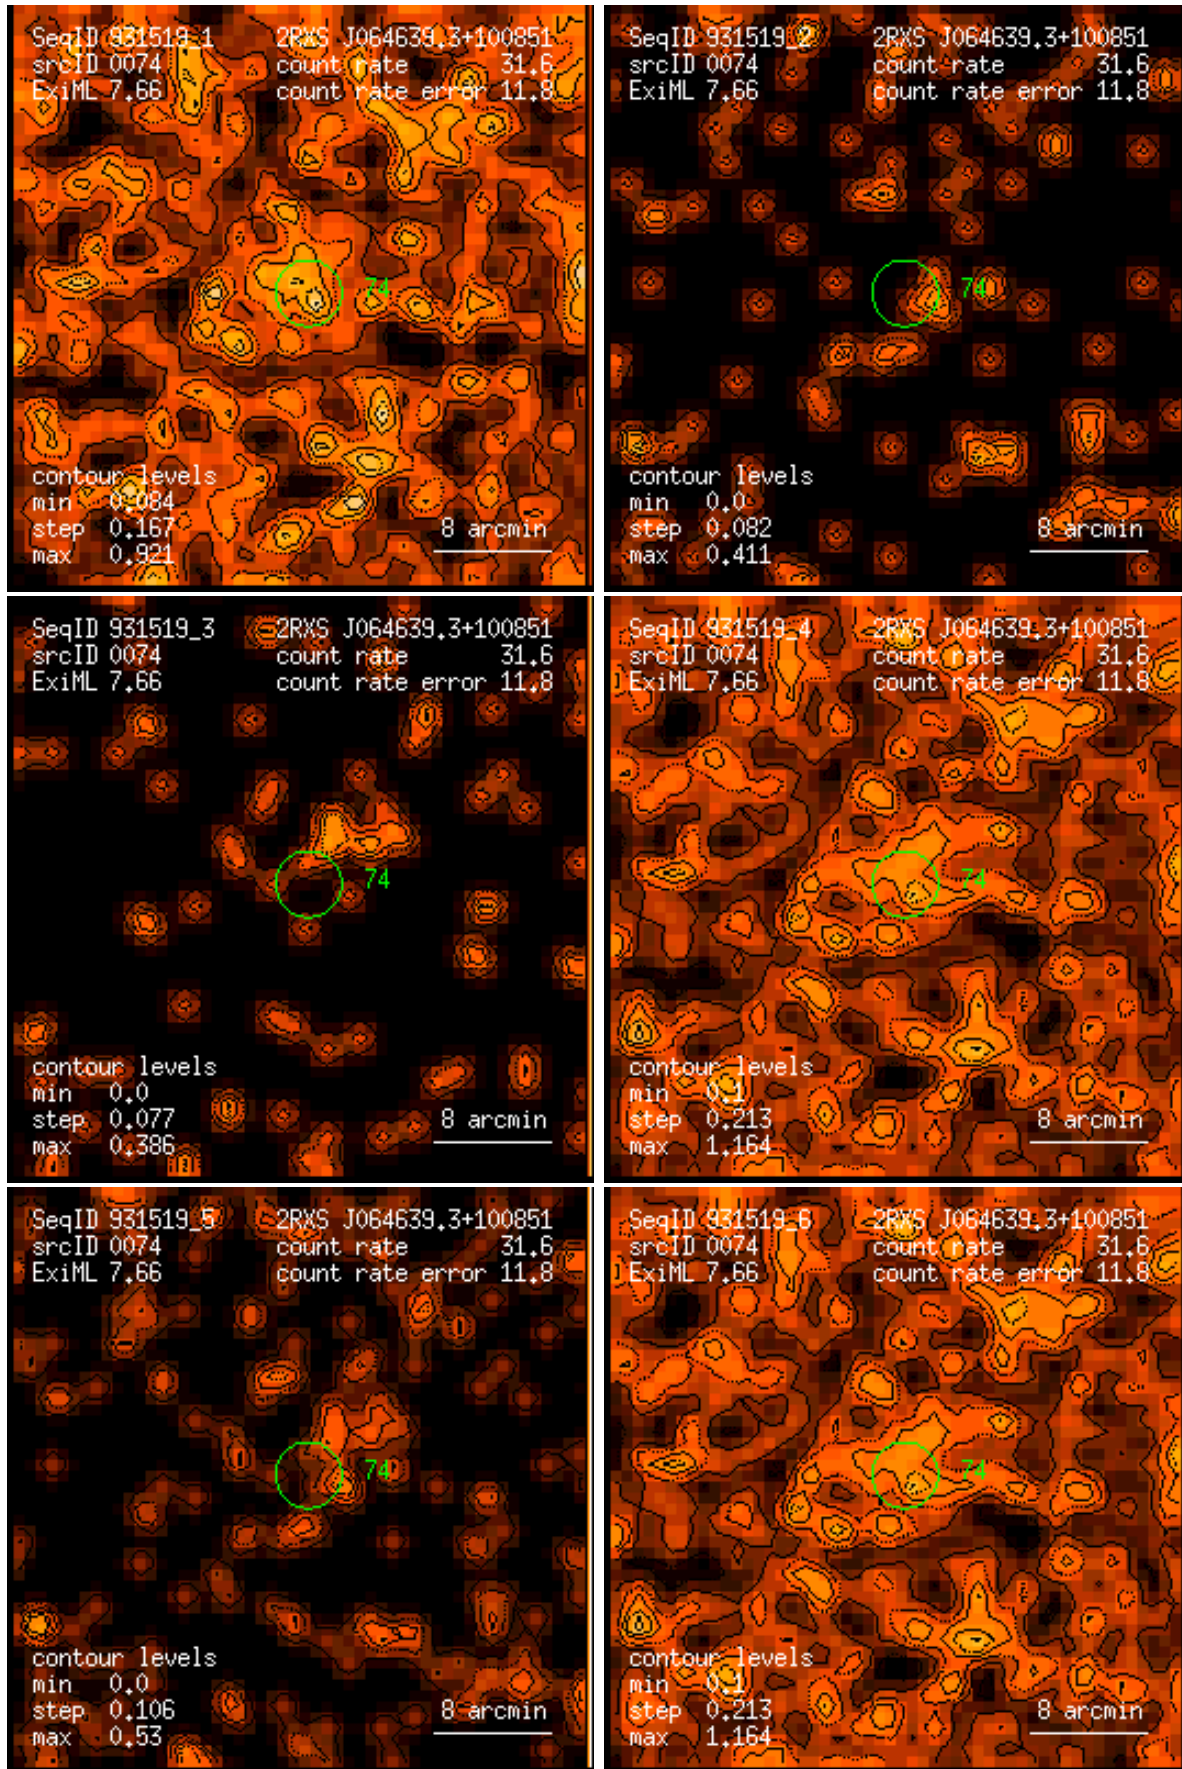 SeqID 931519_1 2RXS J064639.3+100851
srcID 0074 count rate 31.6
ExiML 7.66 count rate error 11.8
74
contour levels
min 0.084
step 0.167
max 0.921
8 arcmin
SeqID 931519_2 2RXS J064639.3+100851
srcID 0074 count rate 31.6
ExiML 7.66 count rate error 11.8
74
contour levels
min 0.0
step 0.082
max 0.411
8 arcmin
SeqID 931519_3 2RXS J064639.3+100851
srcID 0074 count rate 31.6
ExiML 7.66 count rate error 11.8
74
contour levels
min 0.0
step 0.077
max 0.386
8 arcmin
SeqID 931519_4 2RXS J064639.3+100851
srcID 0074 count rate 31.6
ExiML 7.66 count rate error 11.8
74
contour levels
min 0.1
step 0.213
max 1.164
8 arcmin
SeqID 931519_5 2RXS J064639.3+100851
srcID 0074 count rate 31.6
ExiML 7.66 count rate error 11.8
74
contour levels
min 0.0
step 0.106
max 0.53
8 arcmin
SeqID 931519_6 2RXS J064639.3+100851
srcID 0074 count rate 31.6
ExiML 7.66 count rate error 11.8
74
contour levels
min 0.1
step 0.213
max 1.164
8 arcmin